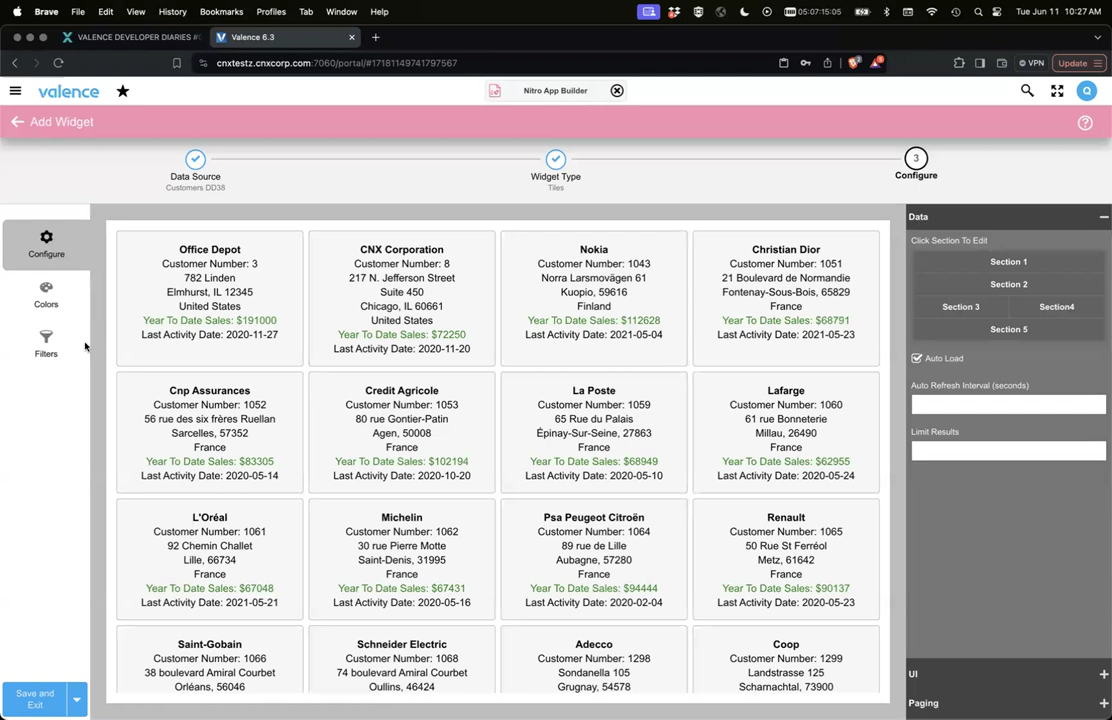 Brave File Edit View History Bookmarks Profiles Tab Window Help 05:07:15:05 Tue Jun 11 10:27 AM
VALENCE DEVELOPER DIARIES #
Valence 6.3
cnxtestz.cnxcorp.com:7060/portal/#17181149741797567
VPN
Update
valence
Nitro App Builder
Q
Add Widget
Data Source
Customers DD38
Widget Type
Tiles
3
Configure
Configure
Colors
Filters
Office Depot
Customer Number: 3
782 Linden
Elmhurst, IL 12345
United States
Year To Date Sales: $191000
Last Activity Date: 2020-11-27
CNX Corporation
Customer Number: 8
217 N. Jefferson Street
Suite 450
Chicago, IL 60661
United States
Year To Date Sales: $72250
Last Activity Date: 2020-11-20
Nokia
Customer Number: 1043
Norra Larsmovägen 61
Kuopio, 59616
Finland
Year To Date Sales: $112628
Last Activity Date: 2021-05-04
Christian Dior
Customer Number: 1051
21 Boulevard de Normandie
Fontenay-Sous-Bois, 65829
France
Year To Date Sales: $68791
Last Activity Date: 2021-05-23
Cnp Assurances
Customer Number: 1052
56 rue des six frères Ruellan
Sarcelles, 57352
France
Year To Date Sales: $83305
Last Activity Date: 2020-05-14
Credit Agricole
Customer Number: 1053
80 rue Gontier-Patin
Agen, 50008
France
Year To Date Sales: $102194
Last Activity Date: 2020-10-20
La Poste
Customer Number: 1059
65 Rue du Palais
Épinay-Sur-Seine, 27863
France
Year To Date Sales: $68949
Last Activity Date: 2020-05-10
Lafarge
Customer Number: 1060
61 rue Bonneterie
Millau, 26490
France
Year To Date Sales: $62955
Last Activity Date: 2020-05-24
L'Oréal
Customer Number: 1061
92 Chemin Challet
Lille, 66734
France
Year To Date Sales: $67048
Last Activity Date: 2021-05-21
Michelin
Customer Number: 1062
30 rue Pierre Motte
Saint-Denis, 31995
France
Year To Date Sales: $67431
Last Activity Date: 2020-05-16
Psa Peugeot Citroën
Customer Number: 1064
89 rue de Lille
Aubagne, 57280
France
Year To Date Sales: $94444
Last Activity Date: 2020-02-04
Renault
Customer Number: 1065
50 Rue St Ferréol
Metz, 61642
France
Year To Date Sales: $90137
Last Activity Date: 2020-05-23
Saint-Gobain
Customer Number: 1066
38 boulevard Amiral Courbet
Orléans, 56046
Schneider Electric
Customer Number: 1068
74 boulevard Amiral Courbet
Oullins, 46424
Adecco
Customer Number: 1298
Sondanella 105
Grugnay, 54578
Coop
Customer Number: 1299
Landstrasse 125
Scharnachtal, 73900
Data
Click Section To Edit
Section 1
Section 2
Section 3 Section4
Section 5
Auto Load
Auto Refresh Interval (seconds)
Limit Results
UI
Paging
Save and
Exit